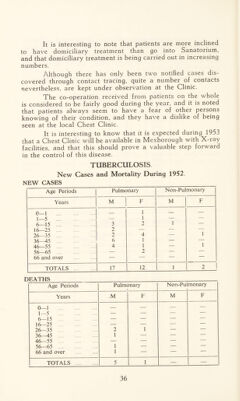 It is interesting to note that patients are more inclined
to have domiciliary treatment than go into Sanatorium,
and that domiciliary treatment is being carried out in increasing
numbers.
Although there has only been two notified cases dis-
covered through contact tracing, quite a number of contacts
nevertheless, are kept under observation at the Clinic.
The co-operation received from patients on the whole
is considered to be fairly good during the year, and it is noted
that patients always seem to have a fear of other persons
knowing of their condition, and they have a dislike of being
seen at the local Chest Clinic.
It is interesting to know that it is expected during 1953
that a Chest Clinic will be available in Mexborough with X-ray
facilities, and that this should prove a valuable step forward
in the control of this disease.
TUBERCULOSIS.
New Cases and Mortality During 1952.
NEW CASES
Age Periods Pulmonary Non-Pulmonary
Years M F M F
0—1 — 1 — —
1—5 — 1 — —
6—15 3 2 1 —
16—25 2 — — —
26—35 2 4 — 1
36—45 6 1 — —
46—55 4 1 — 1
56—65 — 2 — —
66 and over — — — —
TOTALS 17 12 1 2
DEATHS
Age Periods Pulmonary Non-Pulmonary
Years M F M F
0—1 — — — —
1—5 — — — —
6—15 — — — —
16—25 — — — —
26—35 2 1 — —
36—45 1 — — —
46—55 — — — —
56—65 1 — — —
66 and over 1 — — —
TOTALS 5 1 — —
36